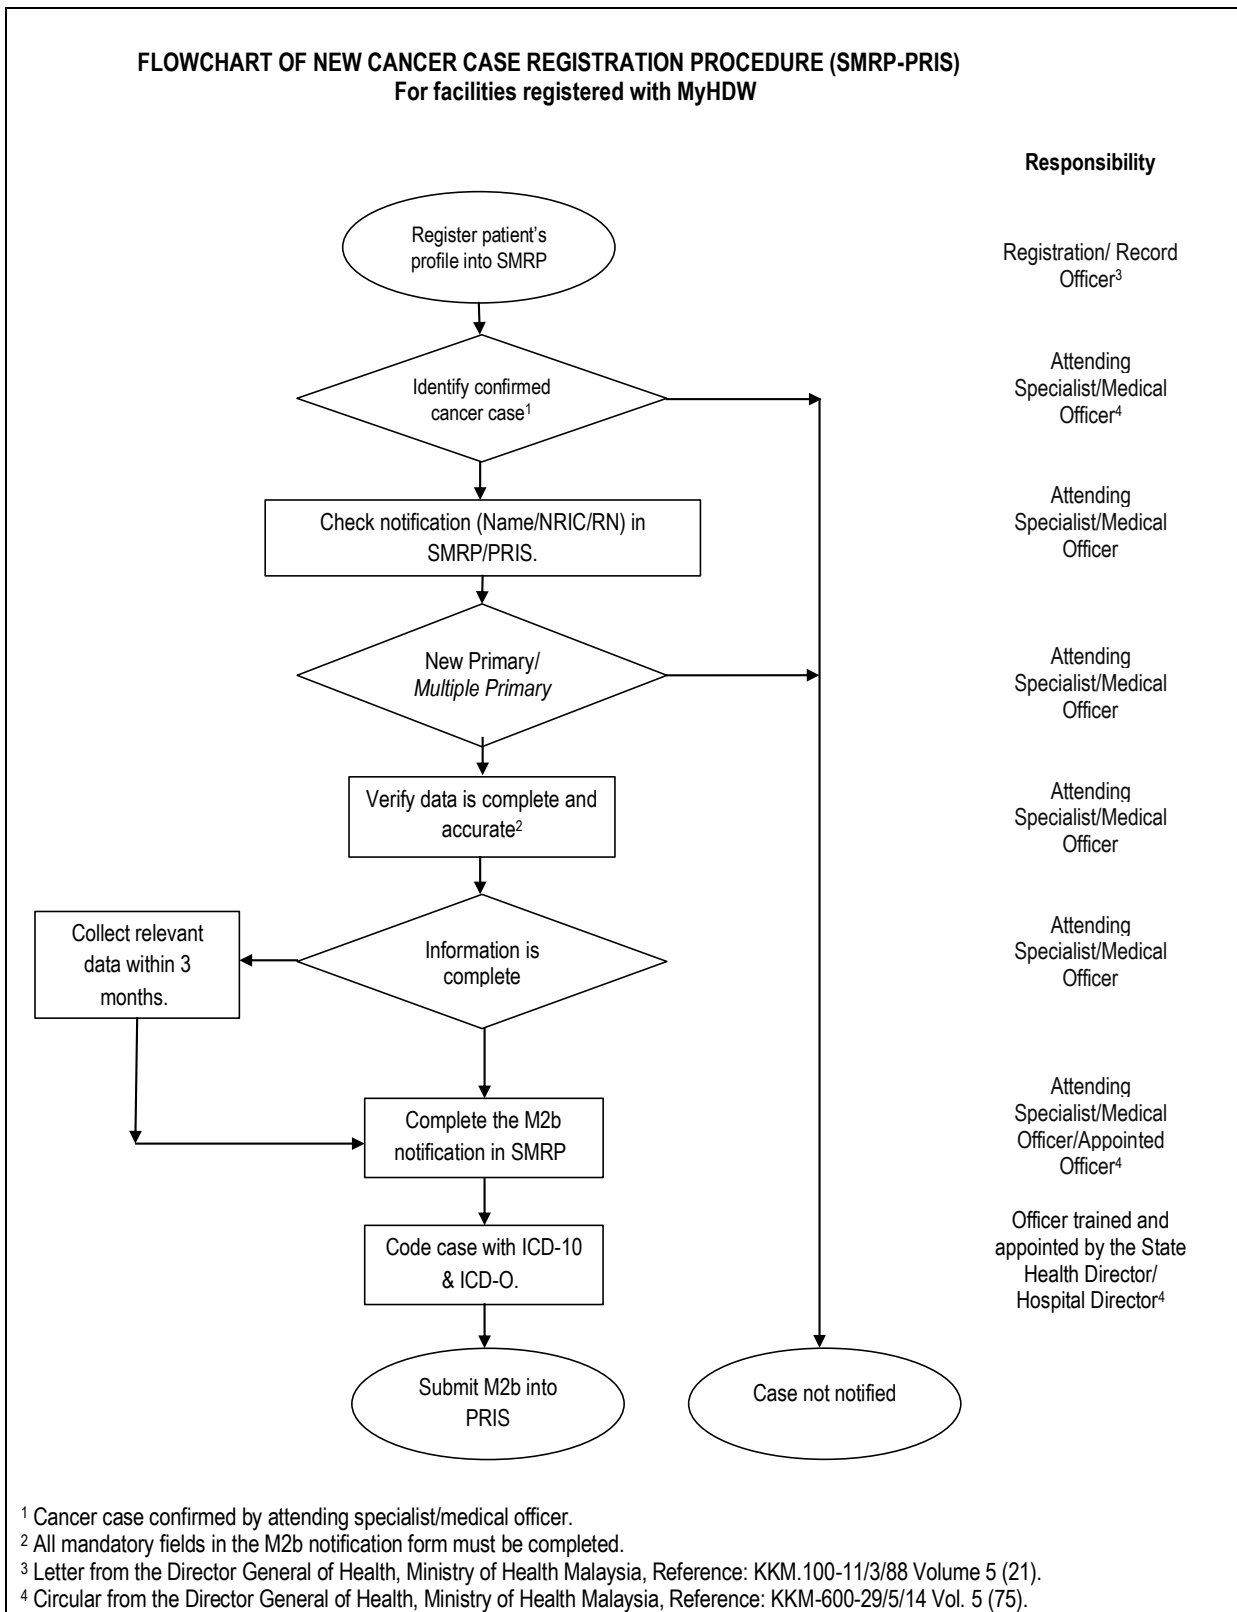 FLOWCHART OF NEW CANCER CASE REGISTRATION PROCEDURE (SMRP-PRIS)
For facilities registered with MyHDW
Responsibility
Register patient’s
profile into SMRP
Registration/ Record
Officer³
Identify confirmed
cancer case¹
Attending
Specialist/Medical
Officer⁴
Check notification (Name/NRIC/RN) in
SMRP/PRIS.
Attending
Specialist/Medical
Officer
New Primary/
Multiple Primary
Attending
Specialist/Medical
Officer
Verify data is complete and
accurate²
Attending
Specialist/Medical
Officer
Collect relevant
data within 3
months.
Information is
complete
Attending
Specialist/Medical
Officer
Complete the M2b
notification in SMRP
Attending
Specialist/Medical
Officer/Appointed
Officer⁴
Code case with ICD-10
& ICD-O.
Officer trained and
appointed by the State
Health Director/
Hospital Director⁴
Submit M2b into
PRIS
Case not notified
¹ Cancer case confirmed by attending specialist/medical officer.
² All mandatory fields in the M2b notification form must be completed.
³ Letter from the Director General of Health, Ministry of Health Malaysia, Reference: KKM.100-11/3/88 Volume 5 (21).
⁴ Circular from the Director General of Health, Ministry of Health Malaysia, Reference: KKM-600-29/5/14 Vol. 5 (75).